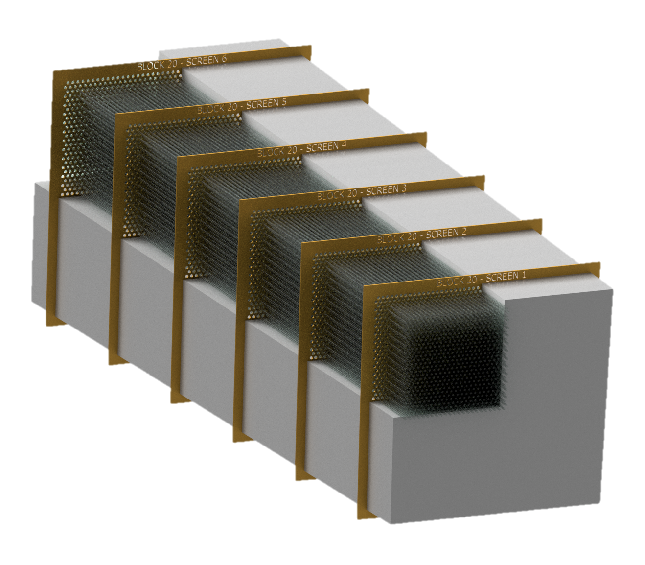 BLOCK 20 - SCREEN 6
BLOCK 20 - SCREEN 5
BLOCK 20 - SCREEN 4
BLOCK 20 - SCREEN 3
BLOCK 20 - SCREEN 2
BLOCK 20 - SCREEN 1